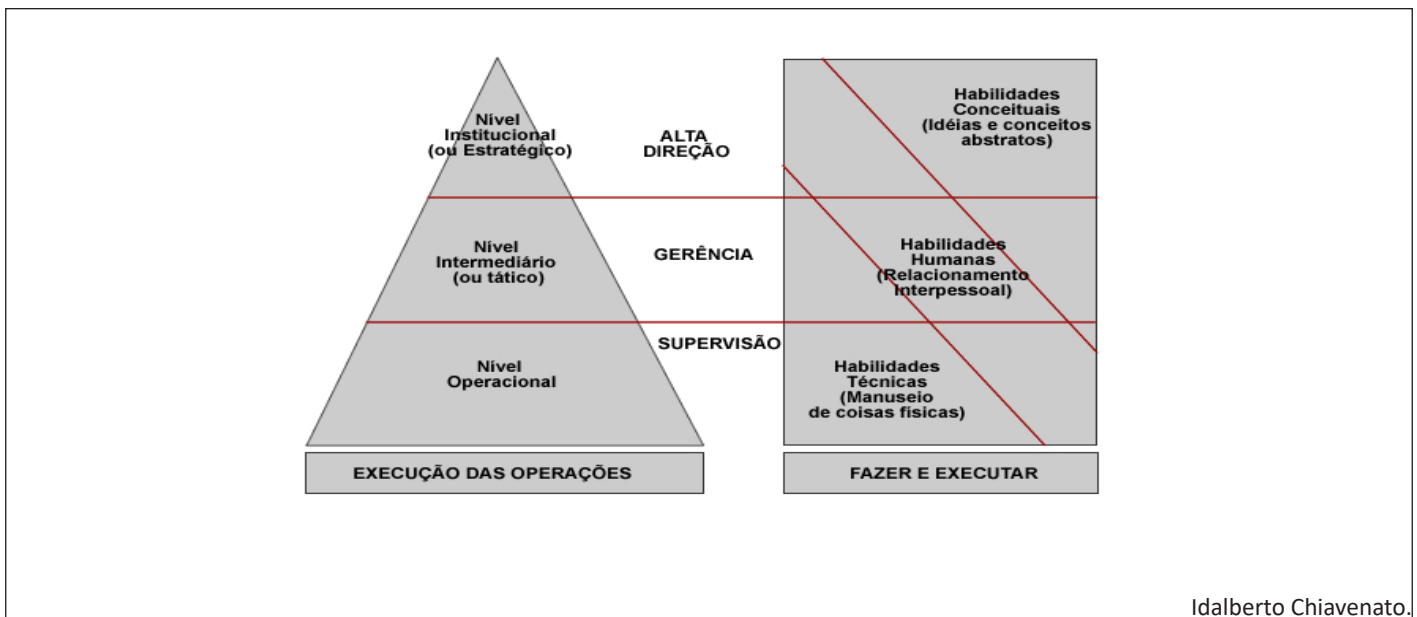 Nível
Institucional
(ou Estratégico)
ALTA
DIREÇÃO
Habilidades
Conceituais
(Idéias e conceitos
abstratos)
Nível
Intermediário
(ou tático)
GERÊNCIA
Habilidades
Humanas
(Relacionamento
Interpessoal)
SUPERVISÃO
Nível
Operacional
Habilidades
Técnicas
(Manuseio
de coisas físicas)
EXECUÇÃO DAS OPERAÇÕES
FAZER E EXECUTAR
Idalberto Chiavenato.